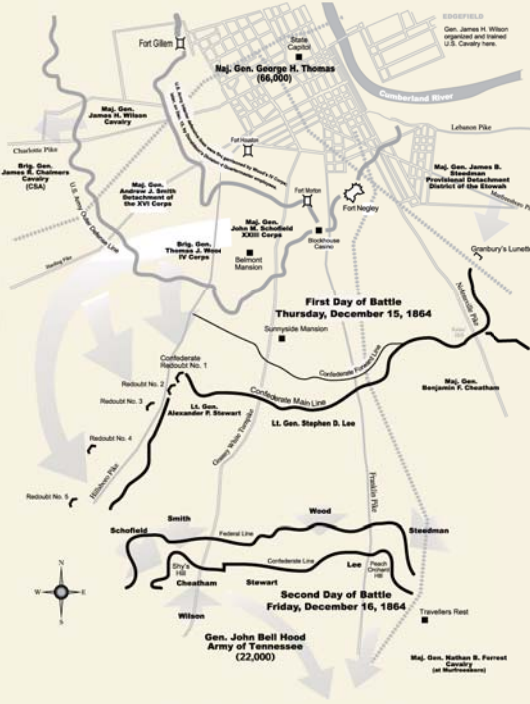 EDGEFIELD
Gen. James H. Wilson
organized and trained
U.S. Cavalry here.
Fort Gillem
State
Capitol
Naj. Gen. George H. Thomas
(66,000)
Cumberland River
Maj. Gen.
James H. Wilson
Cavalry
Fort Houston
Lebanon Pike
Charlotte Pike
Brig. Gen.
James R. Chalmers
Cavalry
(CSA)
Maj. Gen. James B.
Steedman
Provisional Detachment
District of the Etowah
Maj. Gen.
Andrew J. Smith
Detachment of
the XVI Corps
Fort Morton
Fort Negley
Murfreesboro Pi
U.S. Army Outer Defense Line
Maj. Gen.
John M. Schofield
XXIII Corps
Blockhouse
Casino
Brig. Gen.
Thomas J. Wood
IV Corps
Belmont
Mansion
Granbury's Lunette
Harding Pike
Nolensville Pike
First Day of Battle
Thursday, December 15, 1864
Sunnyside Mansion
Confederate Forward Line
Confederate
Redoubt No. 1
Redoubt No. 2
Redoubt No. 3
Redoubt No. 4
Redoubt No. 5
Confederate Main Line
Maj. Gen.
Benjamin F. Cheatham
Lt. Gen.
Alexander P. Stewart
Lt. Gen. Stephen D. Lee
Granny White Turnpike
Hillsboro Pike
Franklin Pike
Schofield
Smith
Wood
Steedman
Federal Line
Shy's
Hill
Confederate Line
Lee
Peach
Orchard
Hill
Cheatham
Stewart
Second Day of Battle
Friday, December 16, 1864
N
W
E
S
Wilson
Travellers Rest
Gen. John Bell Hood
Army of Tennessee
(22,000)
Maj. Gen. Nathan B. Forrest
Cavalry
(at Murfreesboro)